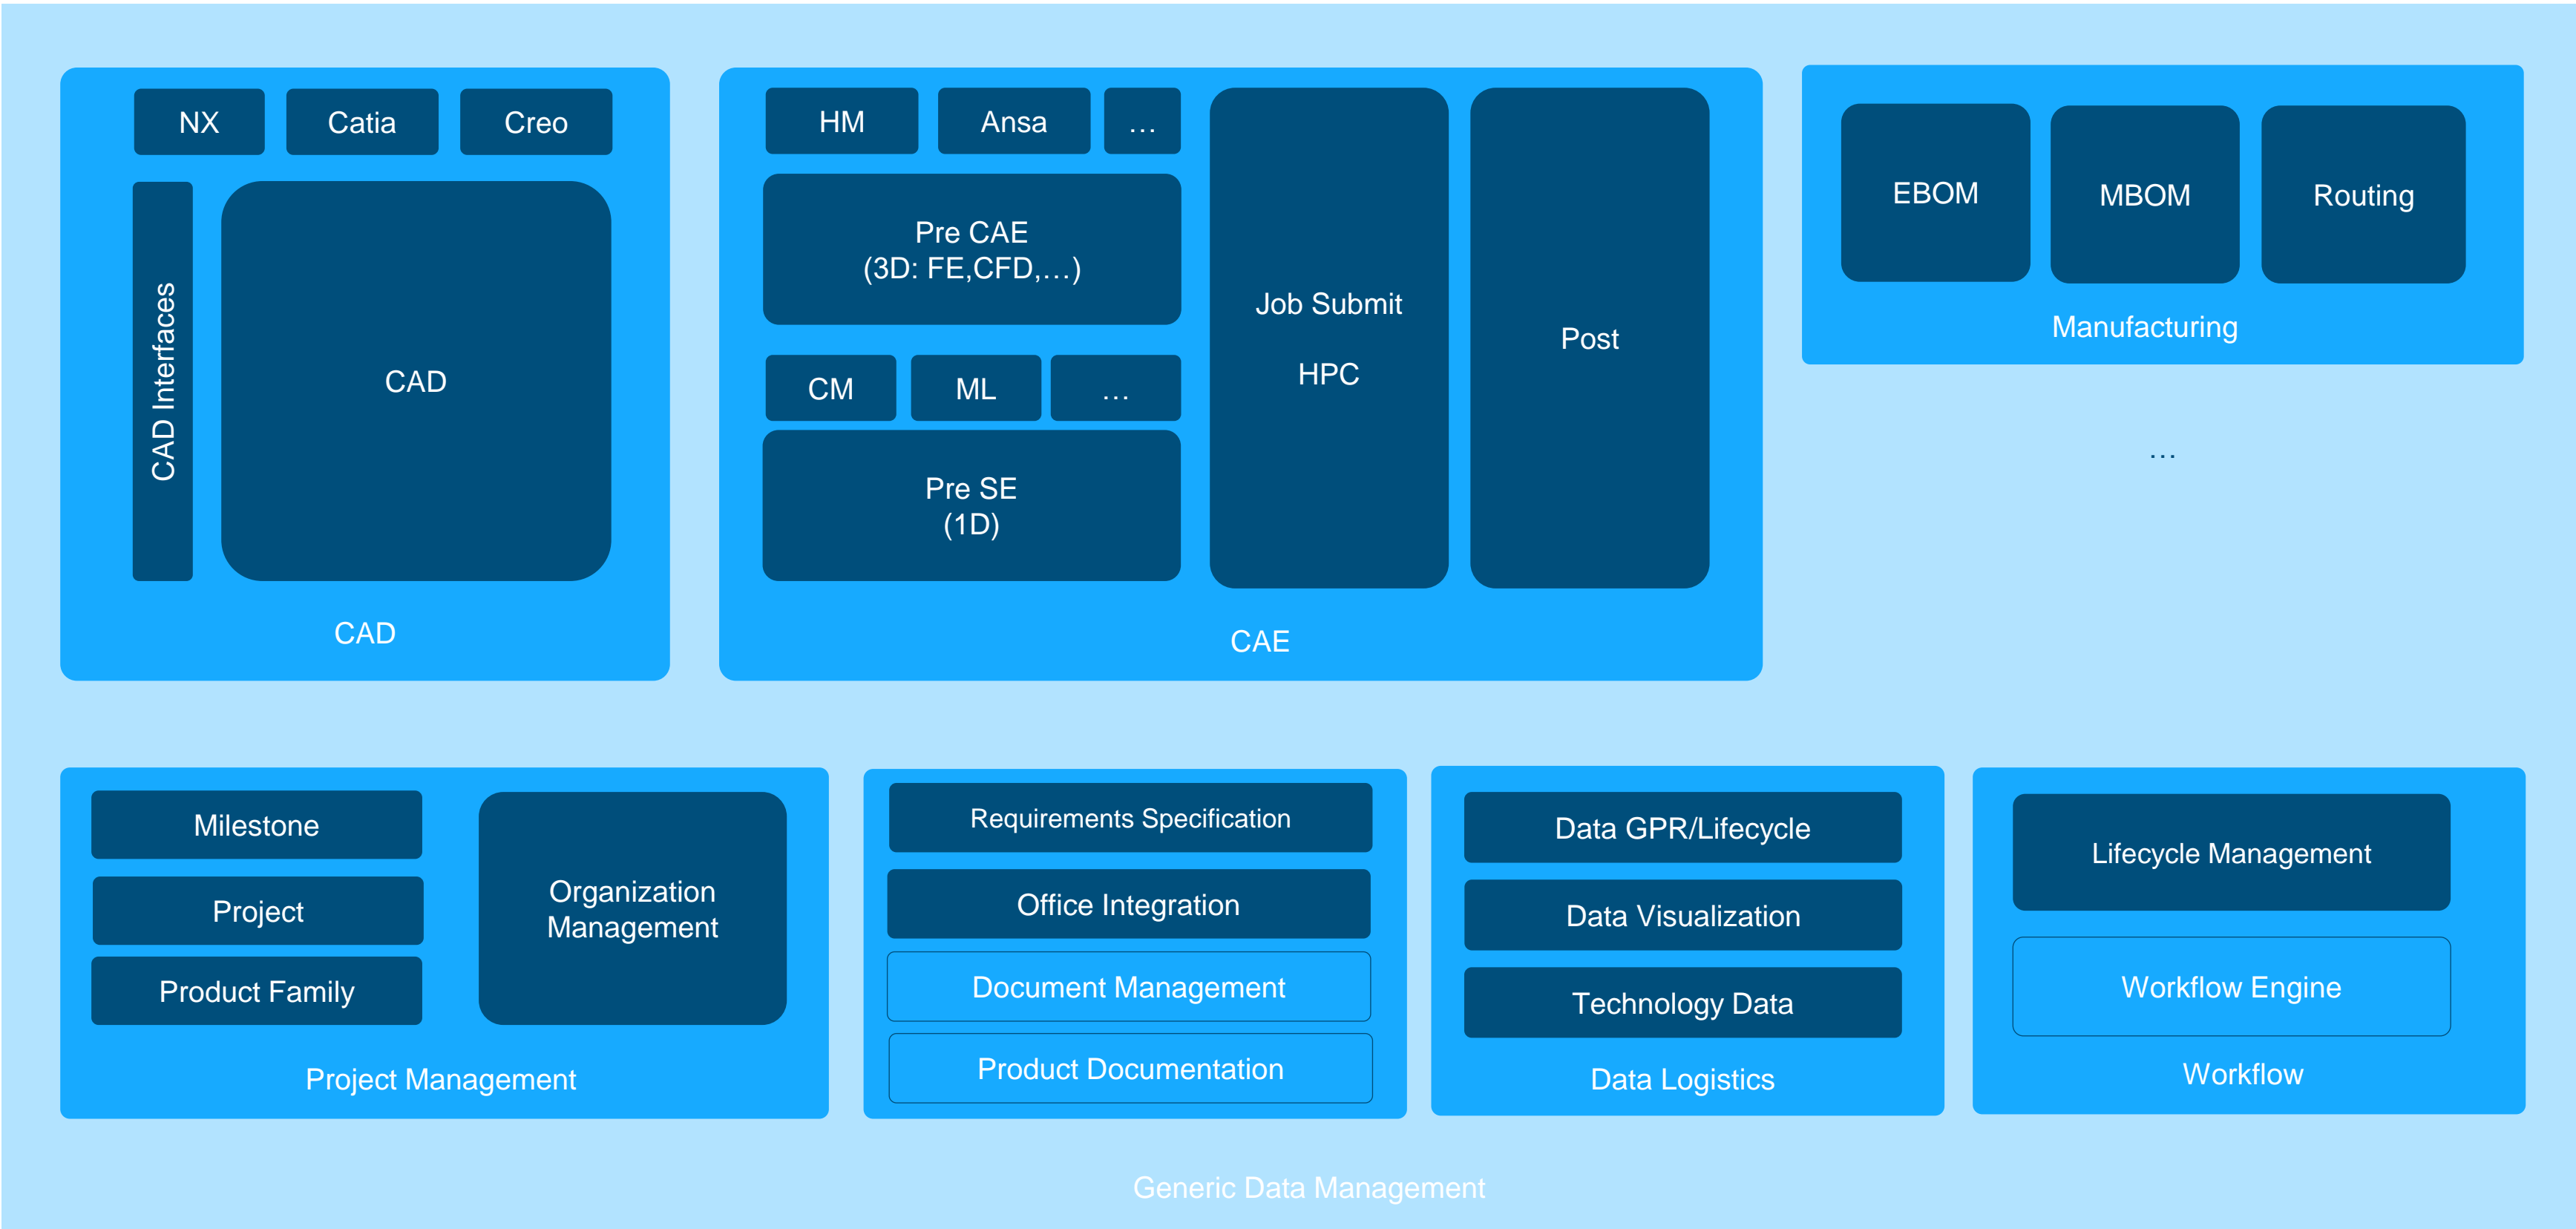 NX
Catia
Creo
CAD Interfaces
CAD
CAD
HM
Ansa
…
Pre CAE
(3D: FE,CFD,…)
CM
ML
…
Pre SE
(1D)
Job Submit
HPC
Post
CAE
EBOM
MBOM
Routing
Manufacturing
…
Milestone
Project
Product Family
Organization
Management
Project Management
Requirements Specification
Office Integration
Document Management
Product Documentation
Data GPR/Lifecycle
Data Visualization
Technology Data
Data Logistics
Lifecycle Management
Workflow Engine
Workflow
Generic Data Management